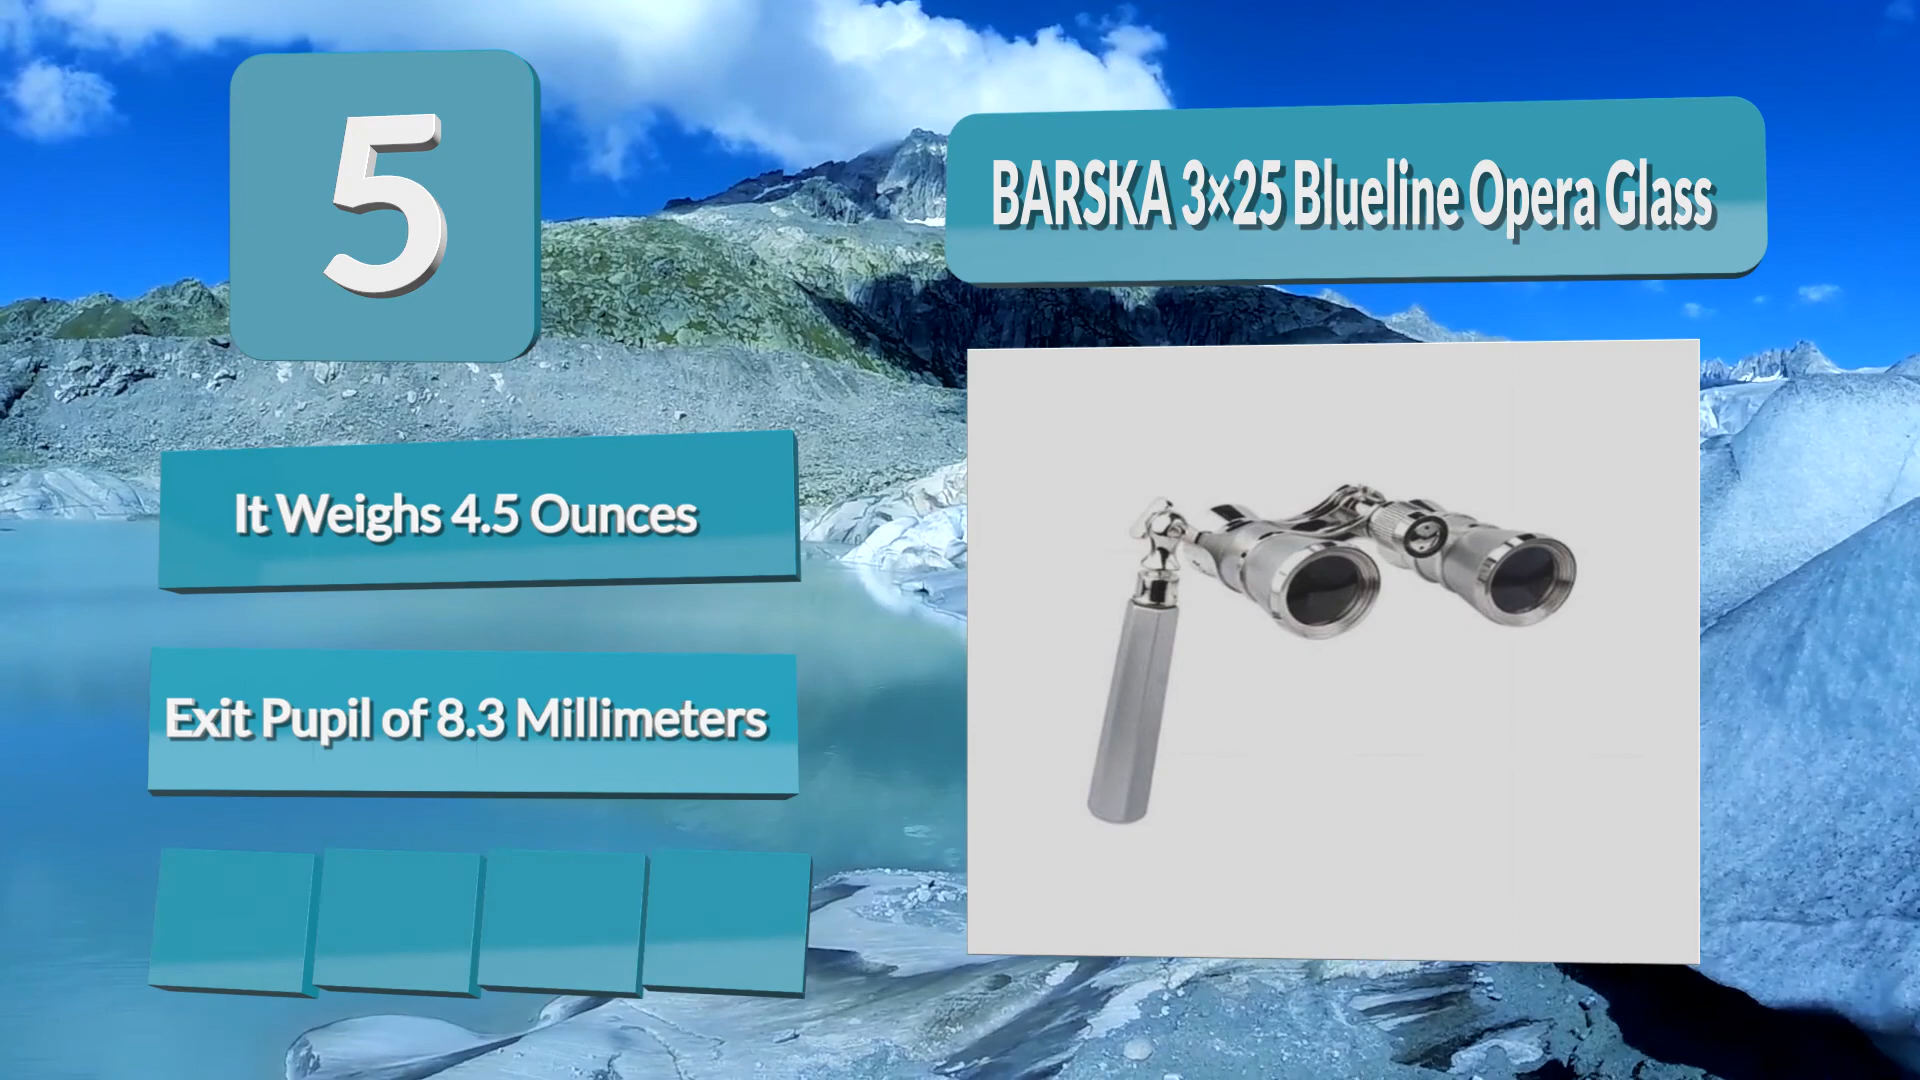 5
BARSKA 3×25 Blueline Opera Glass
It Weighs 4.5 Ounces
Exit Pupil of 8.3 Millimeters